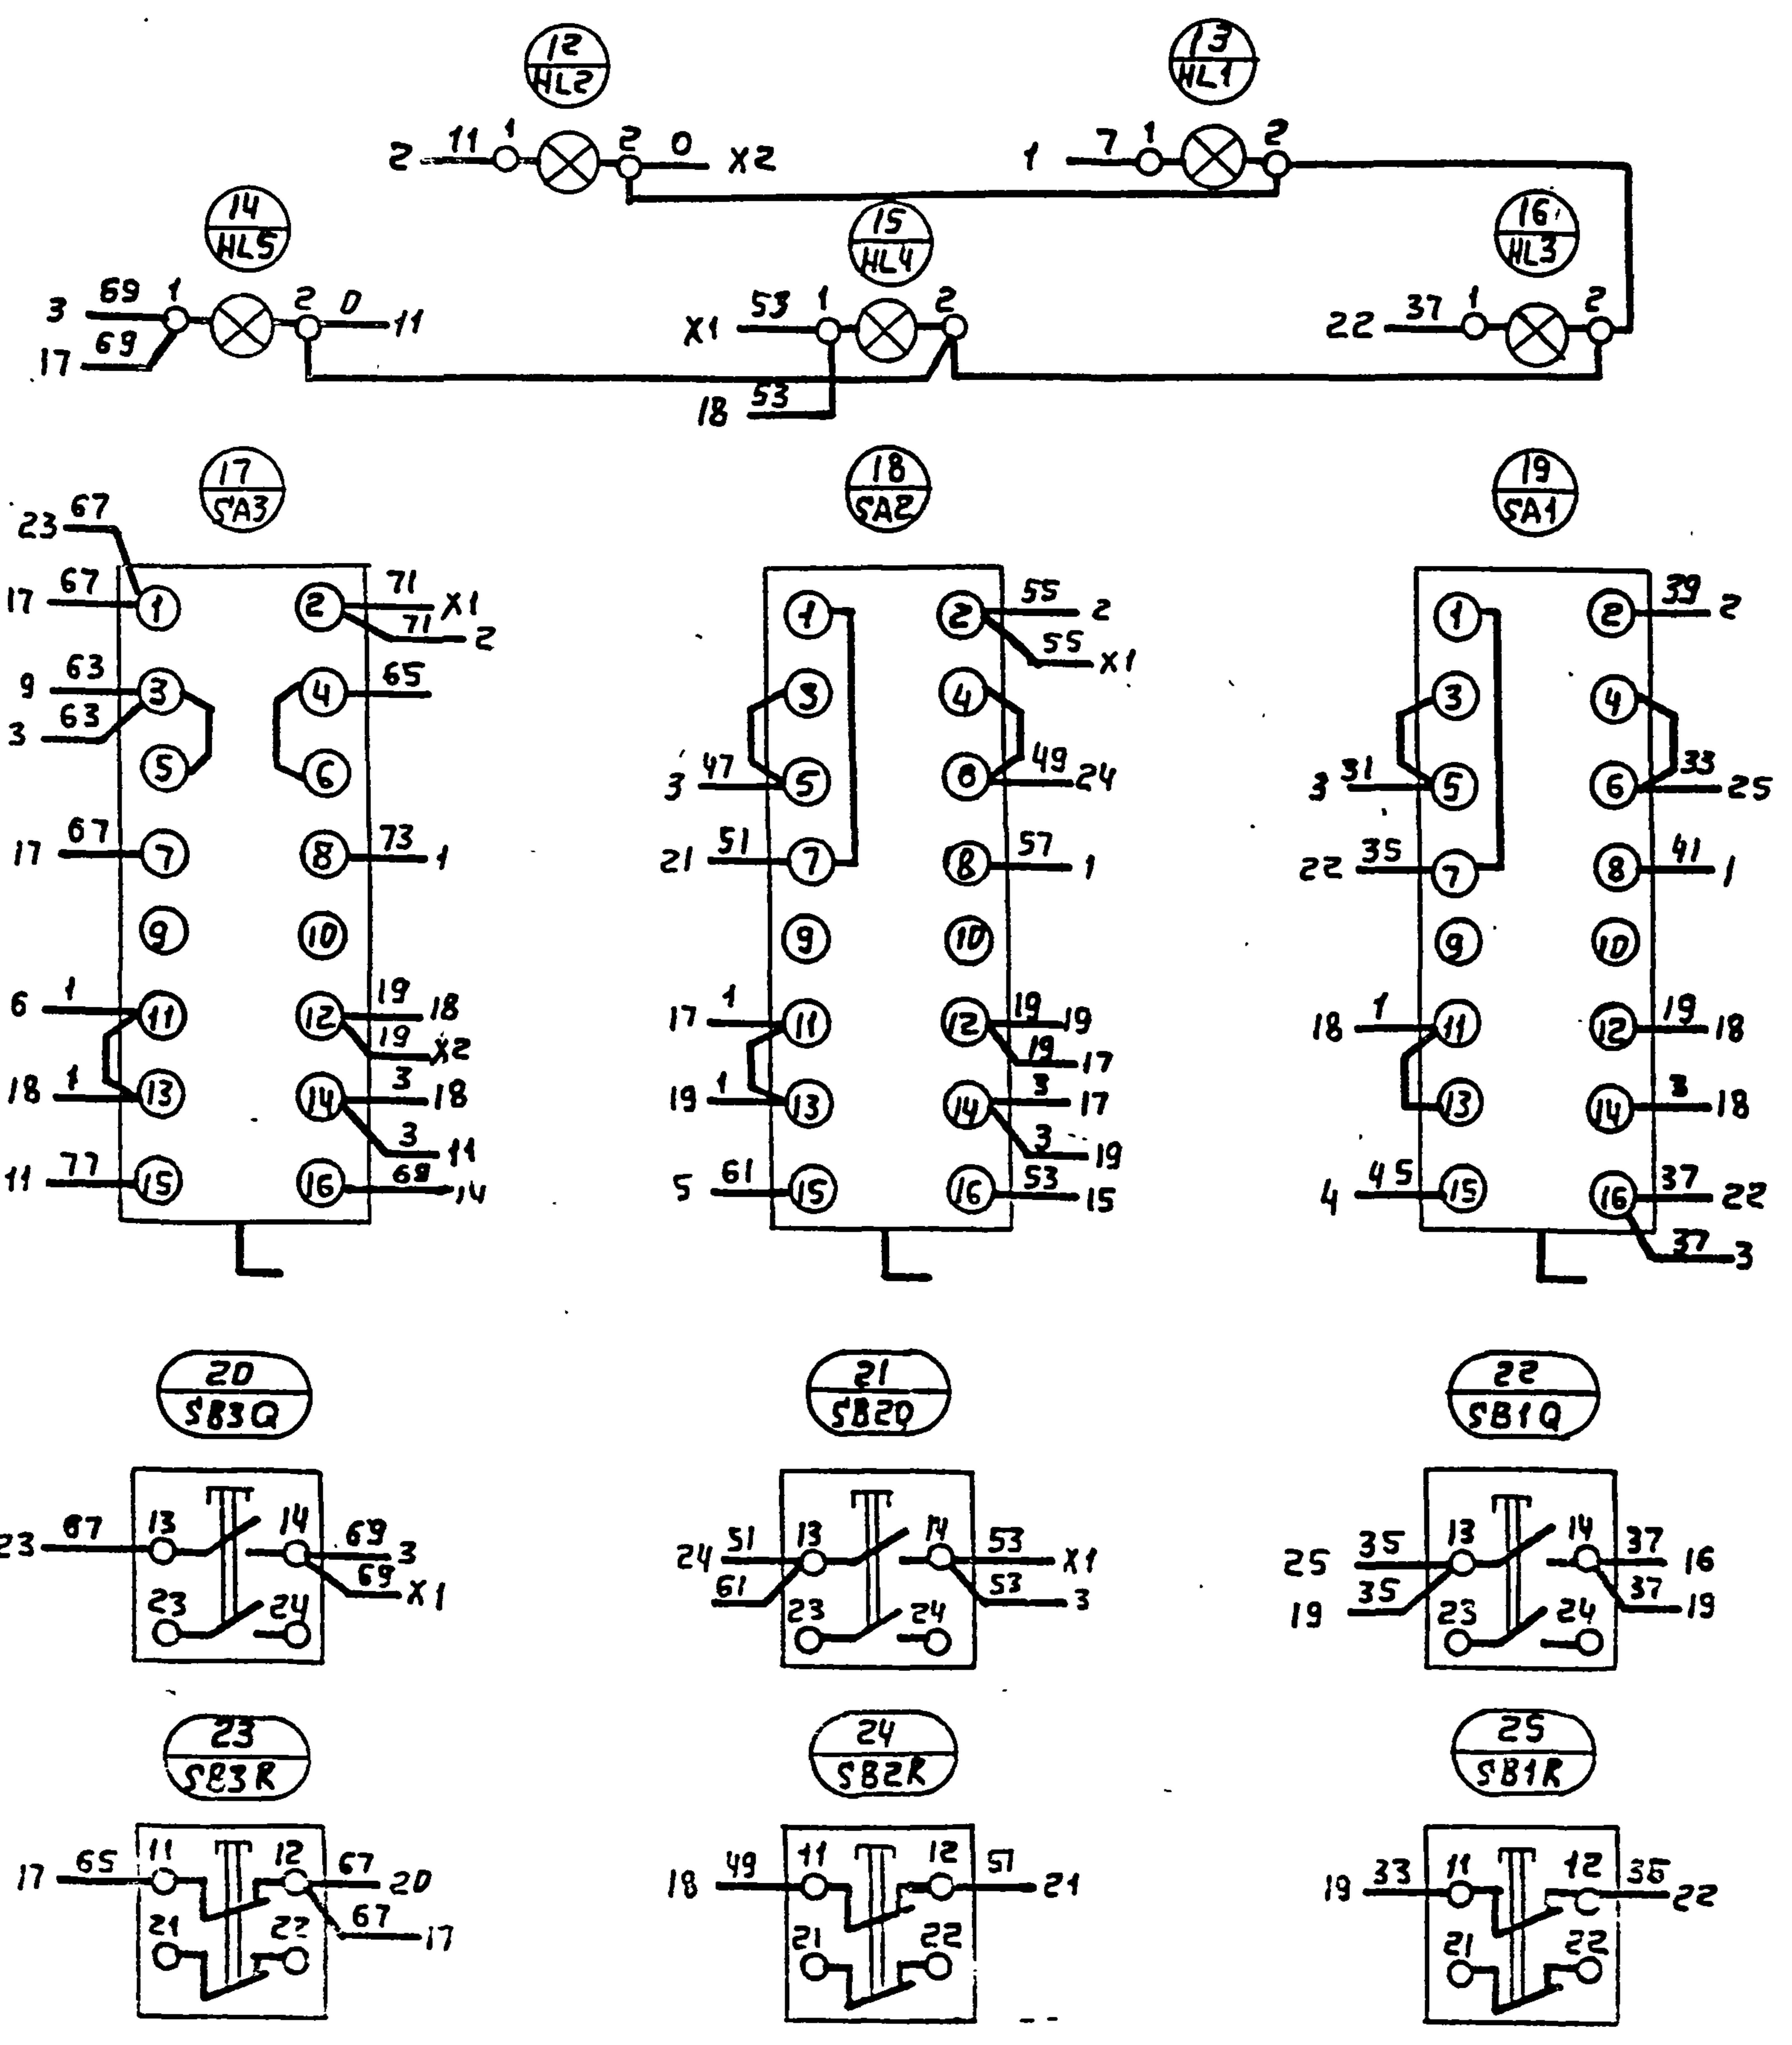 12
HL2
13
HL1
2 11 1 2 0 X2
1 7 1 2
14
HL5
15
HL4
16
HL3
3 69 1 2 0 11
17 69
X1 53 1 2
18 53
22 37 1 2
17
SA3
18
SA2
19
SA1
23 67
17 67 1 2 71 X1
71 2
9 63 3 4 65
3 63
5 6
17 67 7 8 73 1
9 10
6 1 11 12 19 18
19 X2
18 1 13 14 3 18
3 11
11 77 15 16 69 14
1 2 55 2
55 X1
3 4
3 47 5 6 49 24
21 51 7 8 57 1
9 10
17 1 11 12 19 19
19 17
19 1 13 14 3 17
3 19
5 61 15 16 53 15
1 2 39 2
3 4
3 31 5 6 33 25
22 35 7 8 41 1
9 10
18 1 11 12 19 18
13 14 3 18
4 45 15 16 37 22
37 3
20
SB3Q
21
SB2Q
22
SB1Q
23 67 13 14 69 3
69 X1
23 24
24 51 13 14 53 X1
61 53 3
23 24
25 35 13 14 37 16
19 35 37 19
23 24
23
SB3R
24
SB2R
25
SB1R
17 65 11 12 67 20
67 17
21 22
18 49 11 12 51 21
21 22
19 33 11 12 35 22
21 22